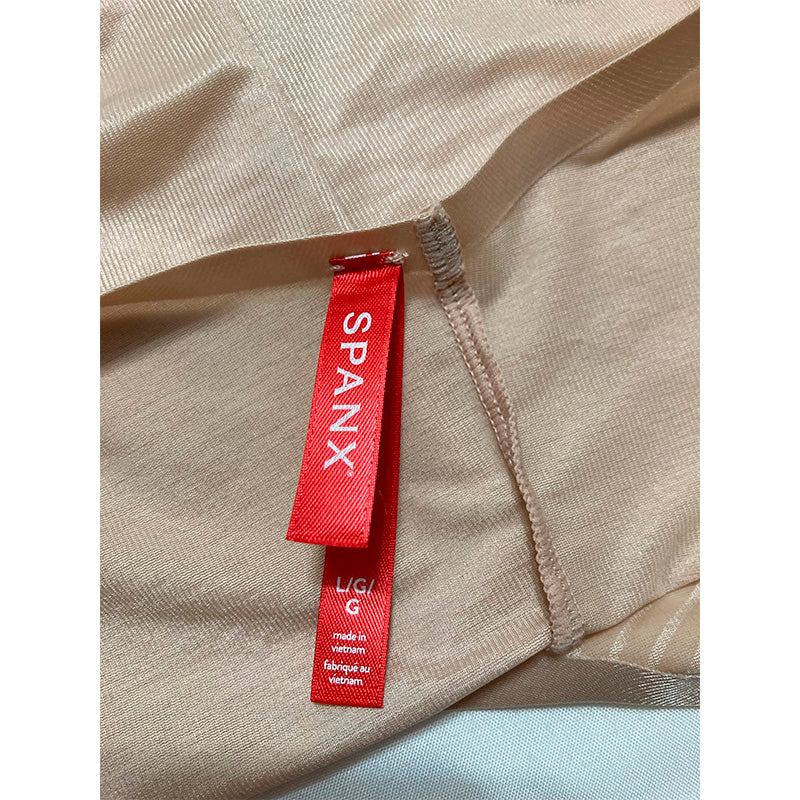 SPANX®
L/G/
G
made in
vietnam
fabriqué au
vietnam